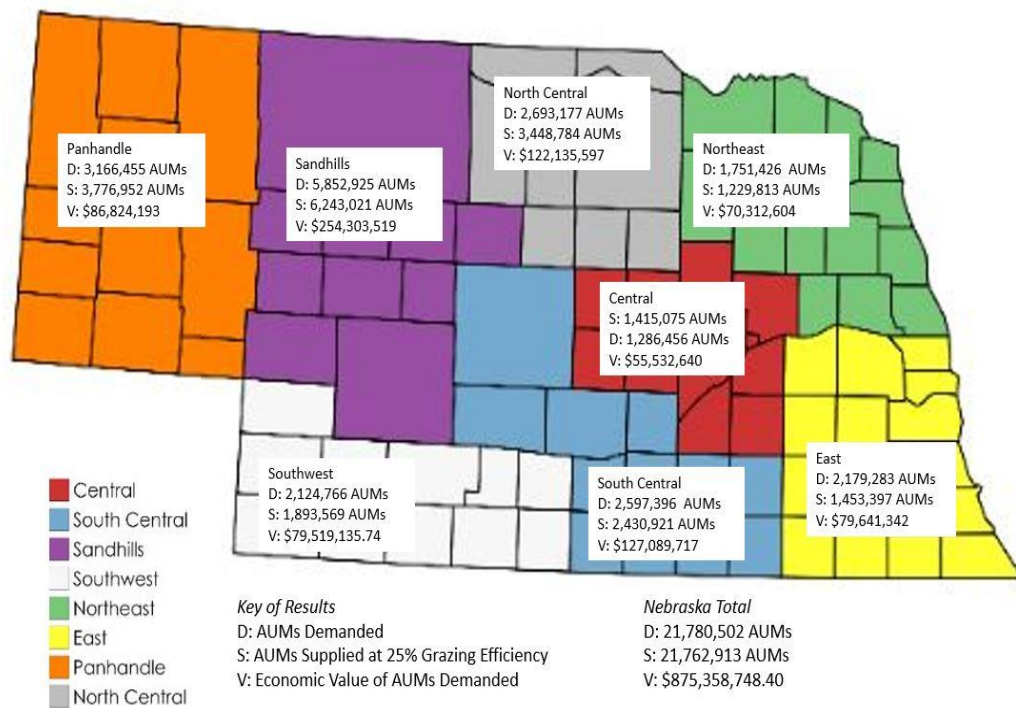 North Central
D: 2,693,177 AUMs
S: 3,448,784 AUMs
V: $122,135,597
Panhandle
D: 3,166,455 AUMs
S: 3,776,952 AUMs
V: $86,824,193
Sandhills
D: 5,852,925 AUMs
S: 6,243,021 AUMs
V: $254,303,519
Northeast
D: 1,751,426 AUMs
S: 1,229,813 AUMs
V: $70,312,604
Central
S: 1,415,075 AUMs
D: 1,286,456 AUMs
V: $55,532,640
Southwest
D: 2,124,766 AUMs
S: 1,893,569 AUMs
V: $79,519,135.74
South Central
D: 2,597,396 AUMs
S: 2,430,921 AUMs
V: $127,089,717
East
D: 2,179,283 AUMs
S: 1,453,397 AUMs
V: $79,641,342
Central
South Central
Sandhills
Southwest
Northeast
East
Panhandle
North Central
Key of Results
D: AUMs Demanded
S: AUMs Supplied at 25% Grazing Efficiency
V: Economic Value of AUMs Demanded
Nebraska Total
D: 21,780,502 AUMs
S: 21,762,913 AUMs
V: $875,358,748.40